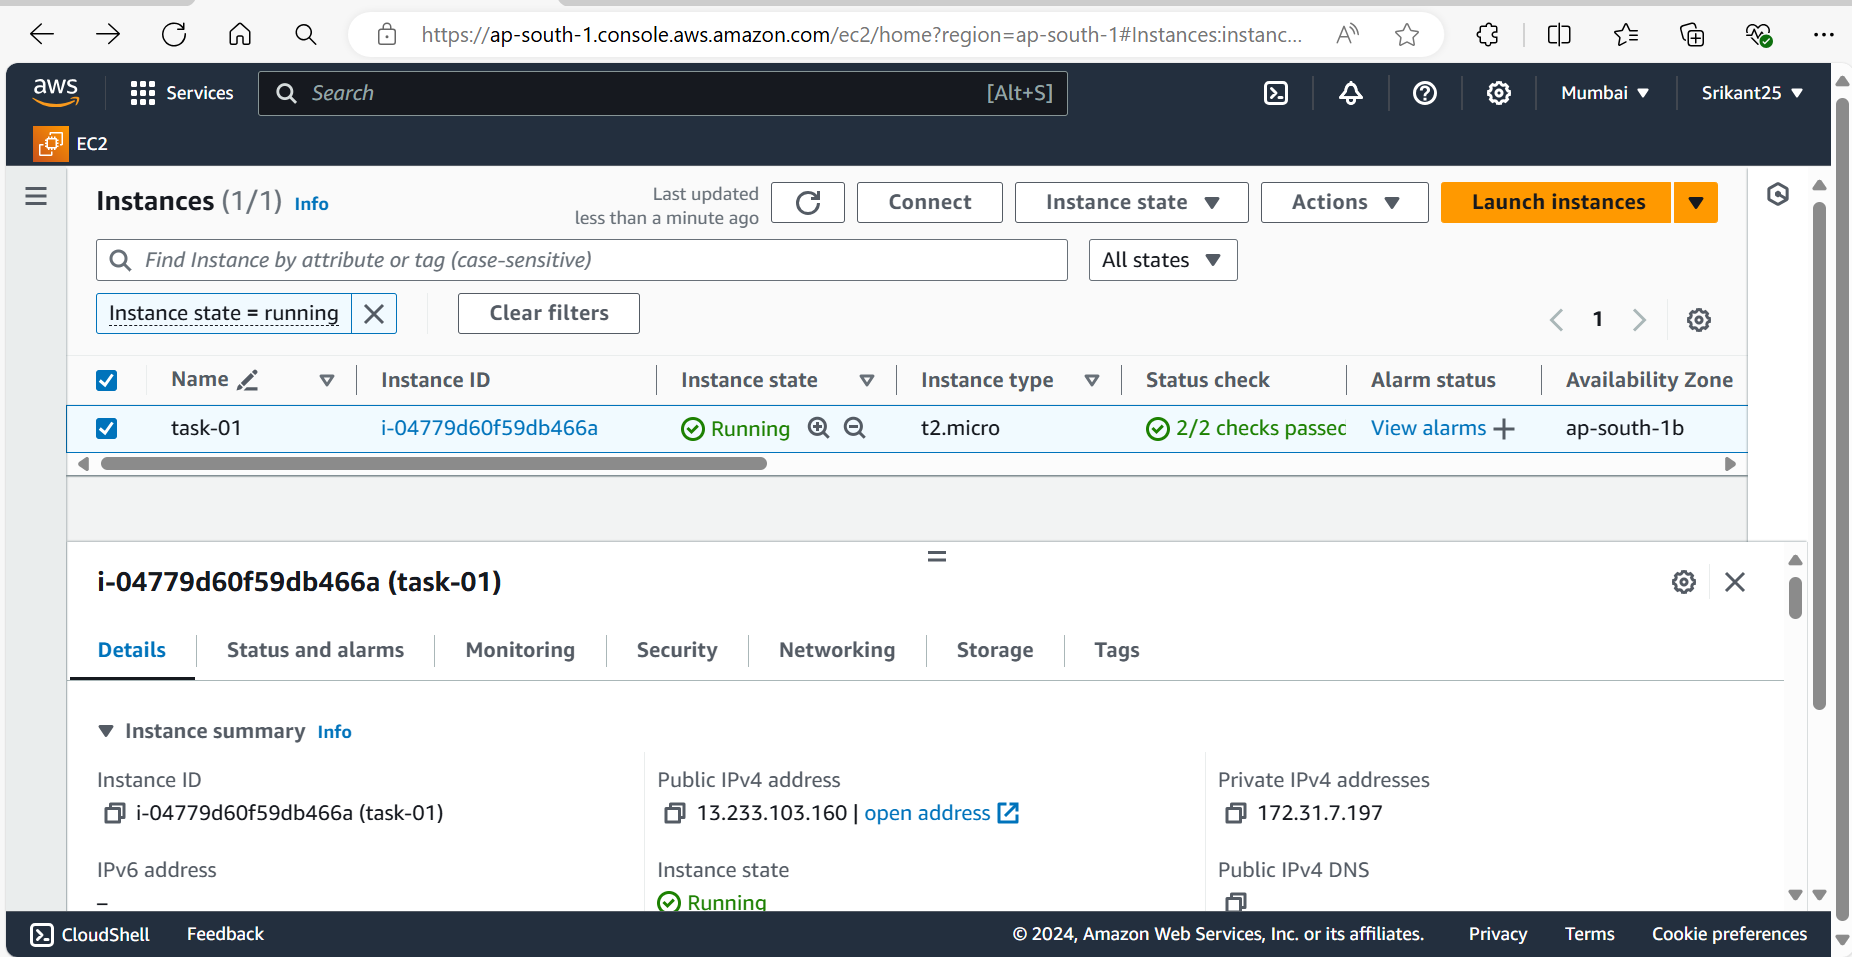 https://ap-south-1.console.aws.amazon.com/ec2/home?region=ap-south-1#Instances:instanc...
aws
Services
Search
[Alt+S]
Mumbai
Srikant25
EC2
Instances (1/1) Info
Last updated
less than a minute ago
Connect
Instance state
Actions
Launch instances
Find Instance by attribute or tag (case-sensitive)
All states
Instance state = running
Clear filters
1
Name
Instance ID
Instance state
Instance type
Status check
Alarm status
Availability Zone
task-01
i-04779d60f59db466a
Running
t2.micro
2/2 checks passed
View alarms
ap-south-1b
i-04779d60f59db466a (task-01)
Details
Status and alarms
Monitoring
Security
Networking
Storage
Tags
Instance summary Info
Instance ID
i-04779d60f59db466a (task-01)
Public IPv4 address
13.233.103.160 | open address
Private IPv4 addresses
172.31.7.197
IPv6 address
–
Instance state
Running
Public IPv4 DNS
CloudShell
Feedback
© 2024, Amazon Web Services, Inc. or its affiliates.
Privacy
Terms
Cookie preferences